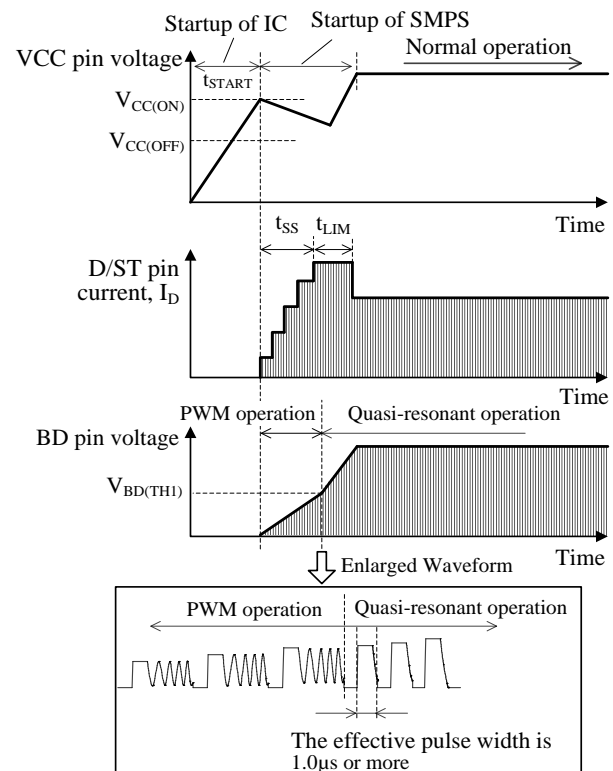 Startup of IC Startup of SMPS
Normal operation
VCC pin voltage
tSTART
VCC(ON)
VCC(OFF)
Time
tSS tLIM
D/ST pin
current, ID
Time
PWM operation Quasi-resonant operation
BD pin voltage
VBD(TH1)
Time
Enlarged Waveform
PWM operation Quasi-resonant operation
The effective pulse width is
1.0µs or more